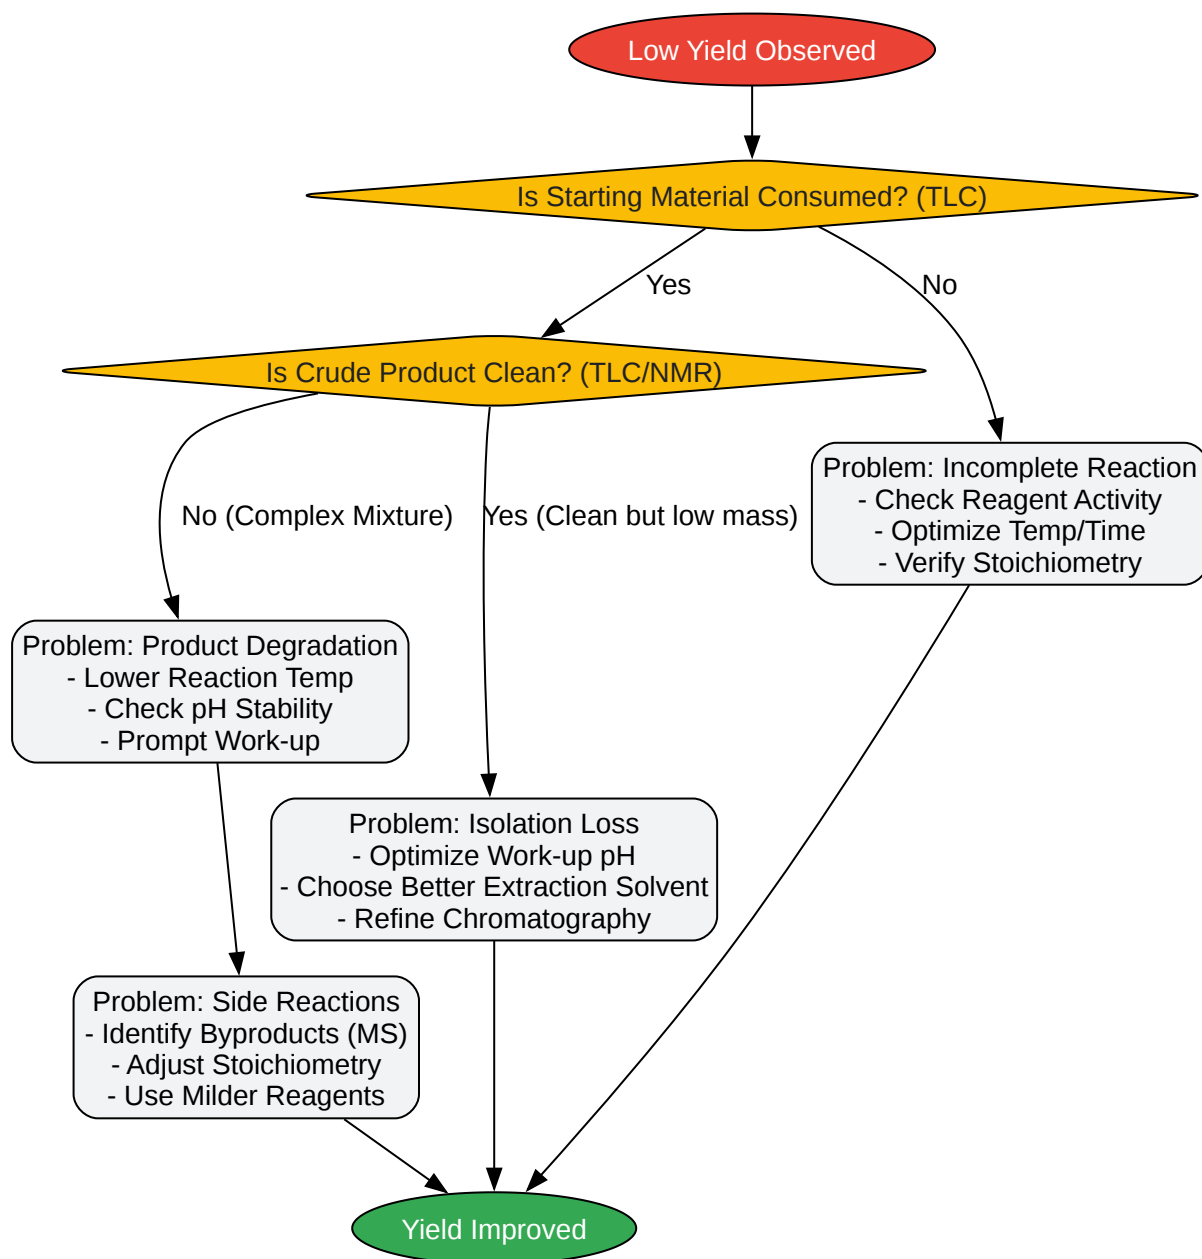 Low Yield Observed
Is Starting Material Consumed? (TLC)
Yes
No
Is Crude Product Clean? (TLC/NMR)
No (Complex Mixture)
Yes (Clean but low mass)
Problem: Incomplete Reaction
- Check Reagent Activity
- Optimize Temp/Time
- Verify Stoichiometry
Problem: Product Degradation
- Lower Reaction Temp
- Check pH Stability
- Prompt Work-up
Problem: Isolation Loss
- Optimize Work-up pH
- Choose Better Extraction Solvent
- Refine Chromatography
Problem: Side Reactions
- Identify Byproducts (MS)
- Adjust Stoichiometry
- Use Milder Reagents
Yield Improved